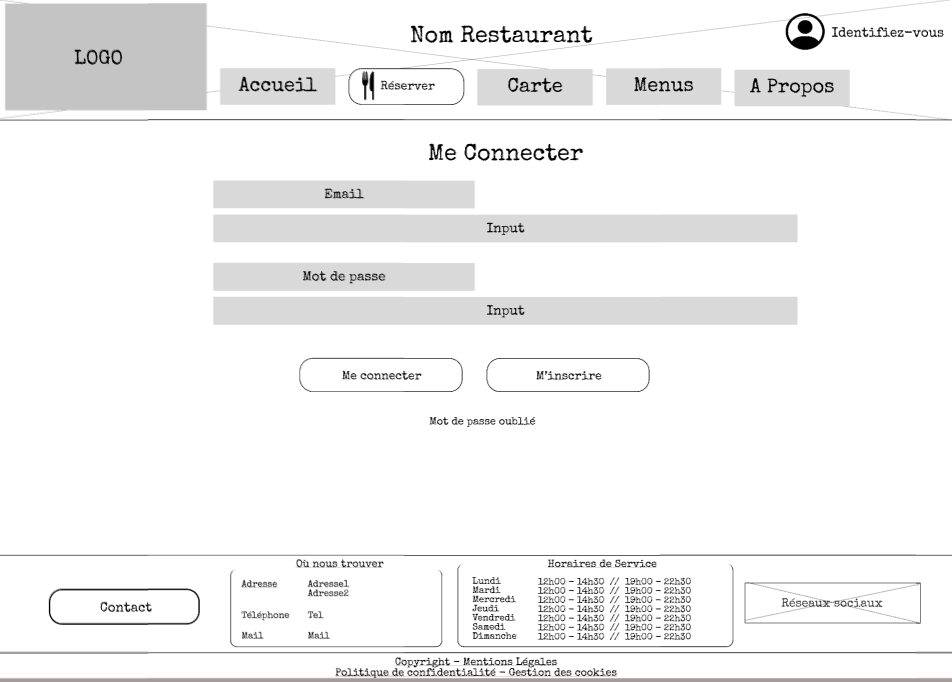 LOGO
Nom Restaurant
Identifiez-vous
Accueil
Réserver
Carte
Menus
A Propos
Me Connecter
Email
Input
Mot de passe
Input
Me connecter
M'inscrire
Mot de passe oublié
Contact
Où nous trouver
Adresse Adresse1
Adresse2
Téléphone Tel
Mail Mail
Horaires de Service
Lundi 12h00 - 14h30 // 19h00 - 22h30
Mardi 12h00 - 14h30 // 19h00 - 22h30
Mercredi 12h00 - 14h30 // 19h00 - 22h30
Jeudi 12h00 - 14h30 // 19h00 - 22h30
Vendredi 12h00 - 14h30 // 19h00 - 22h30
Samedi 12h00 - 14h30 // 19h00 - 22h30
Dimanche 12h00 - 14h30 // 19h00 - 22h30
Réseaux sociaux
Copyright - Mentions Légales
Politique de confidentialité - Gestion des cookies